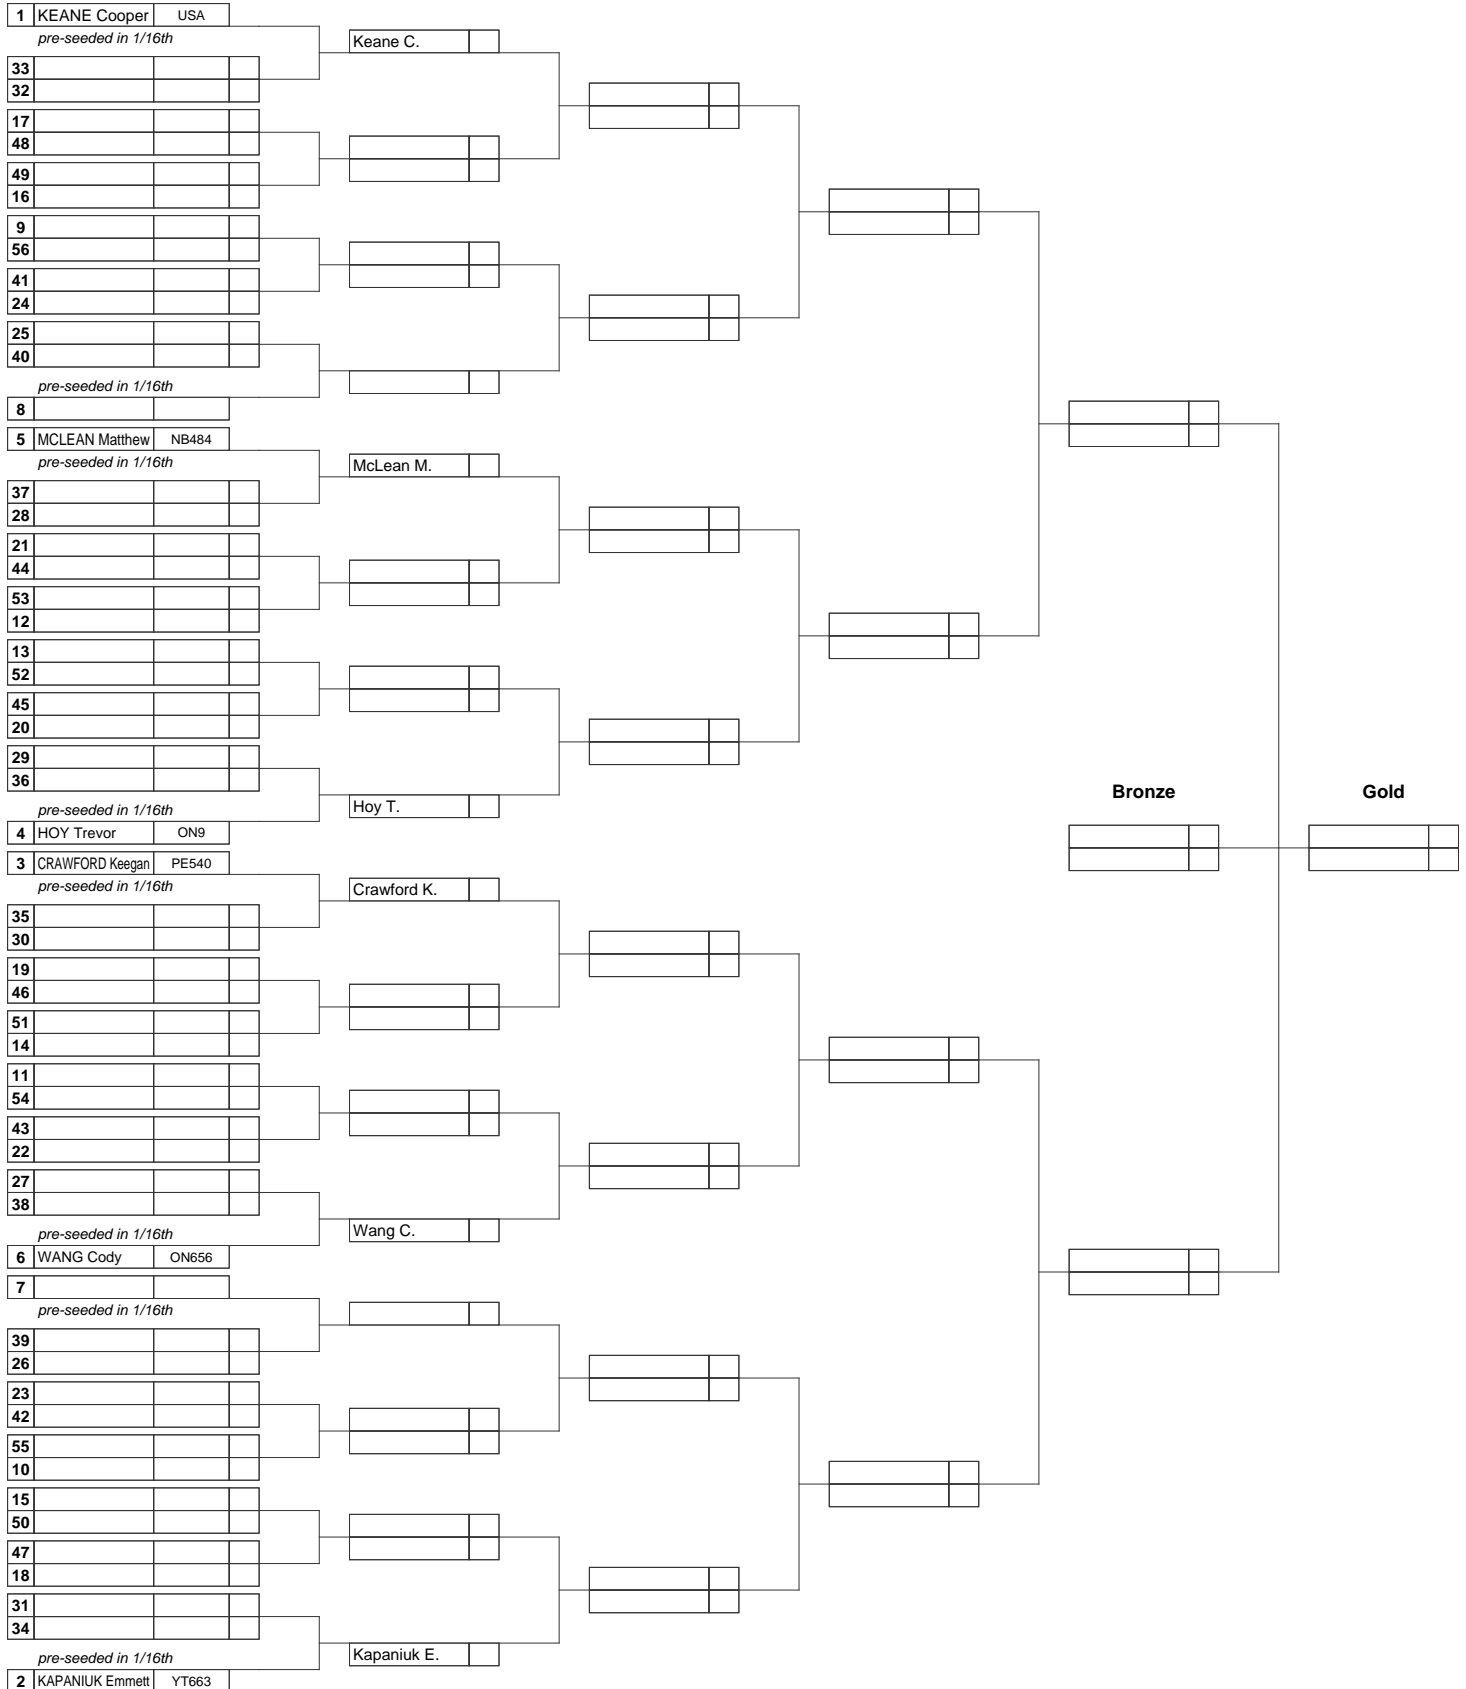 1 KEANE Cooper USA
pre-seeded in 1/16th
Keane C.
33
32
17
48
49
16
9
56
41
24
25
40
pre-seeded in 1/16th
8
5 MCLEAN Matthew NB484
pre-seeded in 1/16th
McLean M.
37
28
21
44
53
12
13
52
45
20
29
36
Bronze Gold
pre-seeded in 1/16th
Hoy T.
4 HOY Trevor ON9
3 CRAWFORD Keegan PE540
pre-seeded in 1/16th
Crawford K.
35
30
19
46
51
14
11
54
43
22
27
38
pre-seeded in 1/16th
Wang C.
6 WANG Cody ON656
7
pre-seeded in 1/16th
39
26
23
42
55
10
15
50
47
18
31
34
pre-seeded in 1/16th
Kapaniuk E.
2 KAPANIUK Emmett YT663